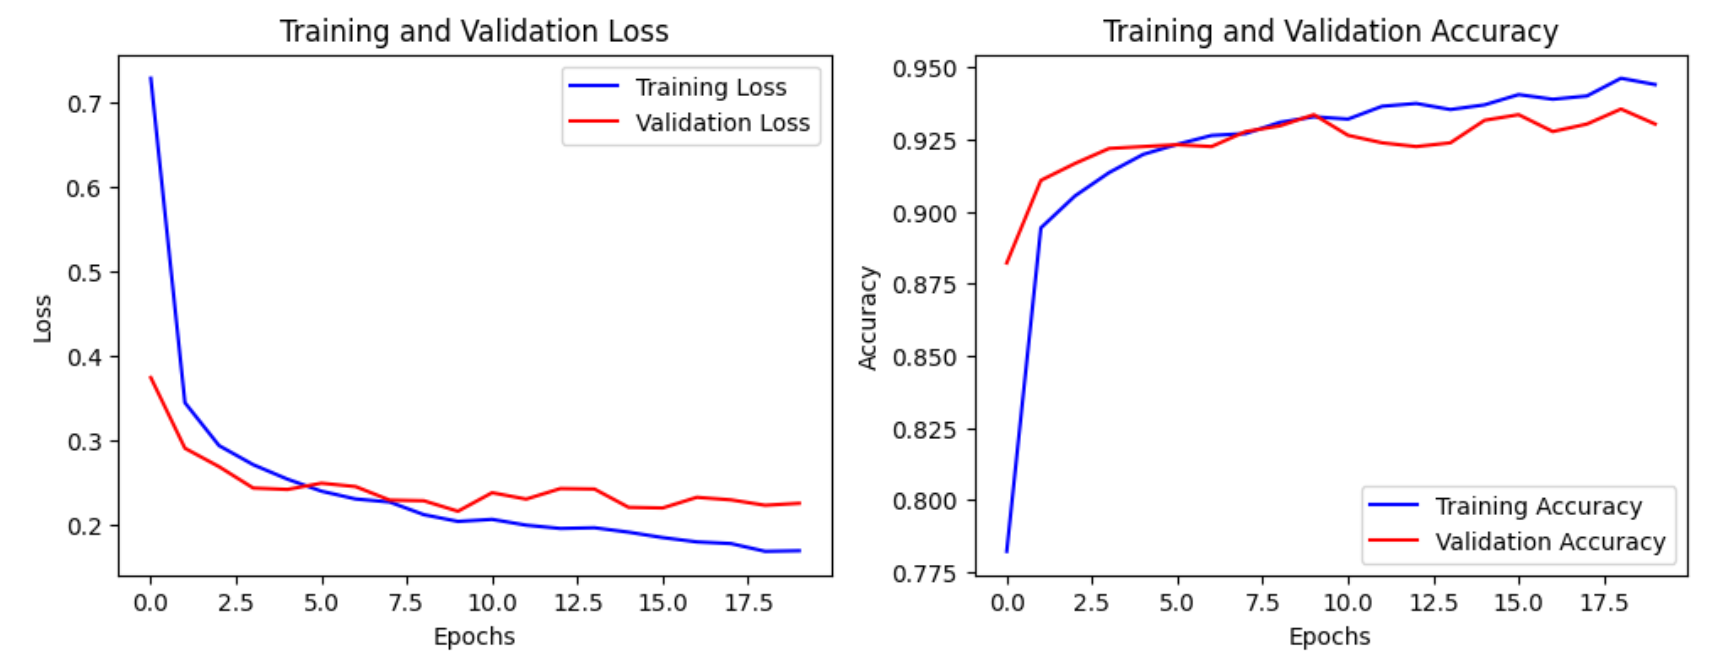 Training and Validation Loss
Training Loss
Validation Loss
0.7
0.6
0.5
0.4
0.3
0.2
Loss
0.0 2.5 5.0 7.5 10.0 12.5 15.0 17.5
Epochs
Training and Validation Accuracy
0.950
0.925
0.900
0.875
0.850
0.825
0.800
0.775
Accuracy
Training Accuracy
Validation Accuracy
0.0 2.5 5.0 7.5 10.0 12.5 15.0 17.5
Epochs